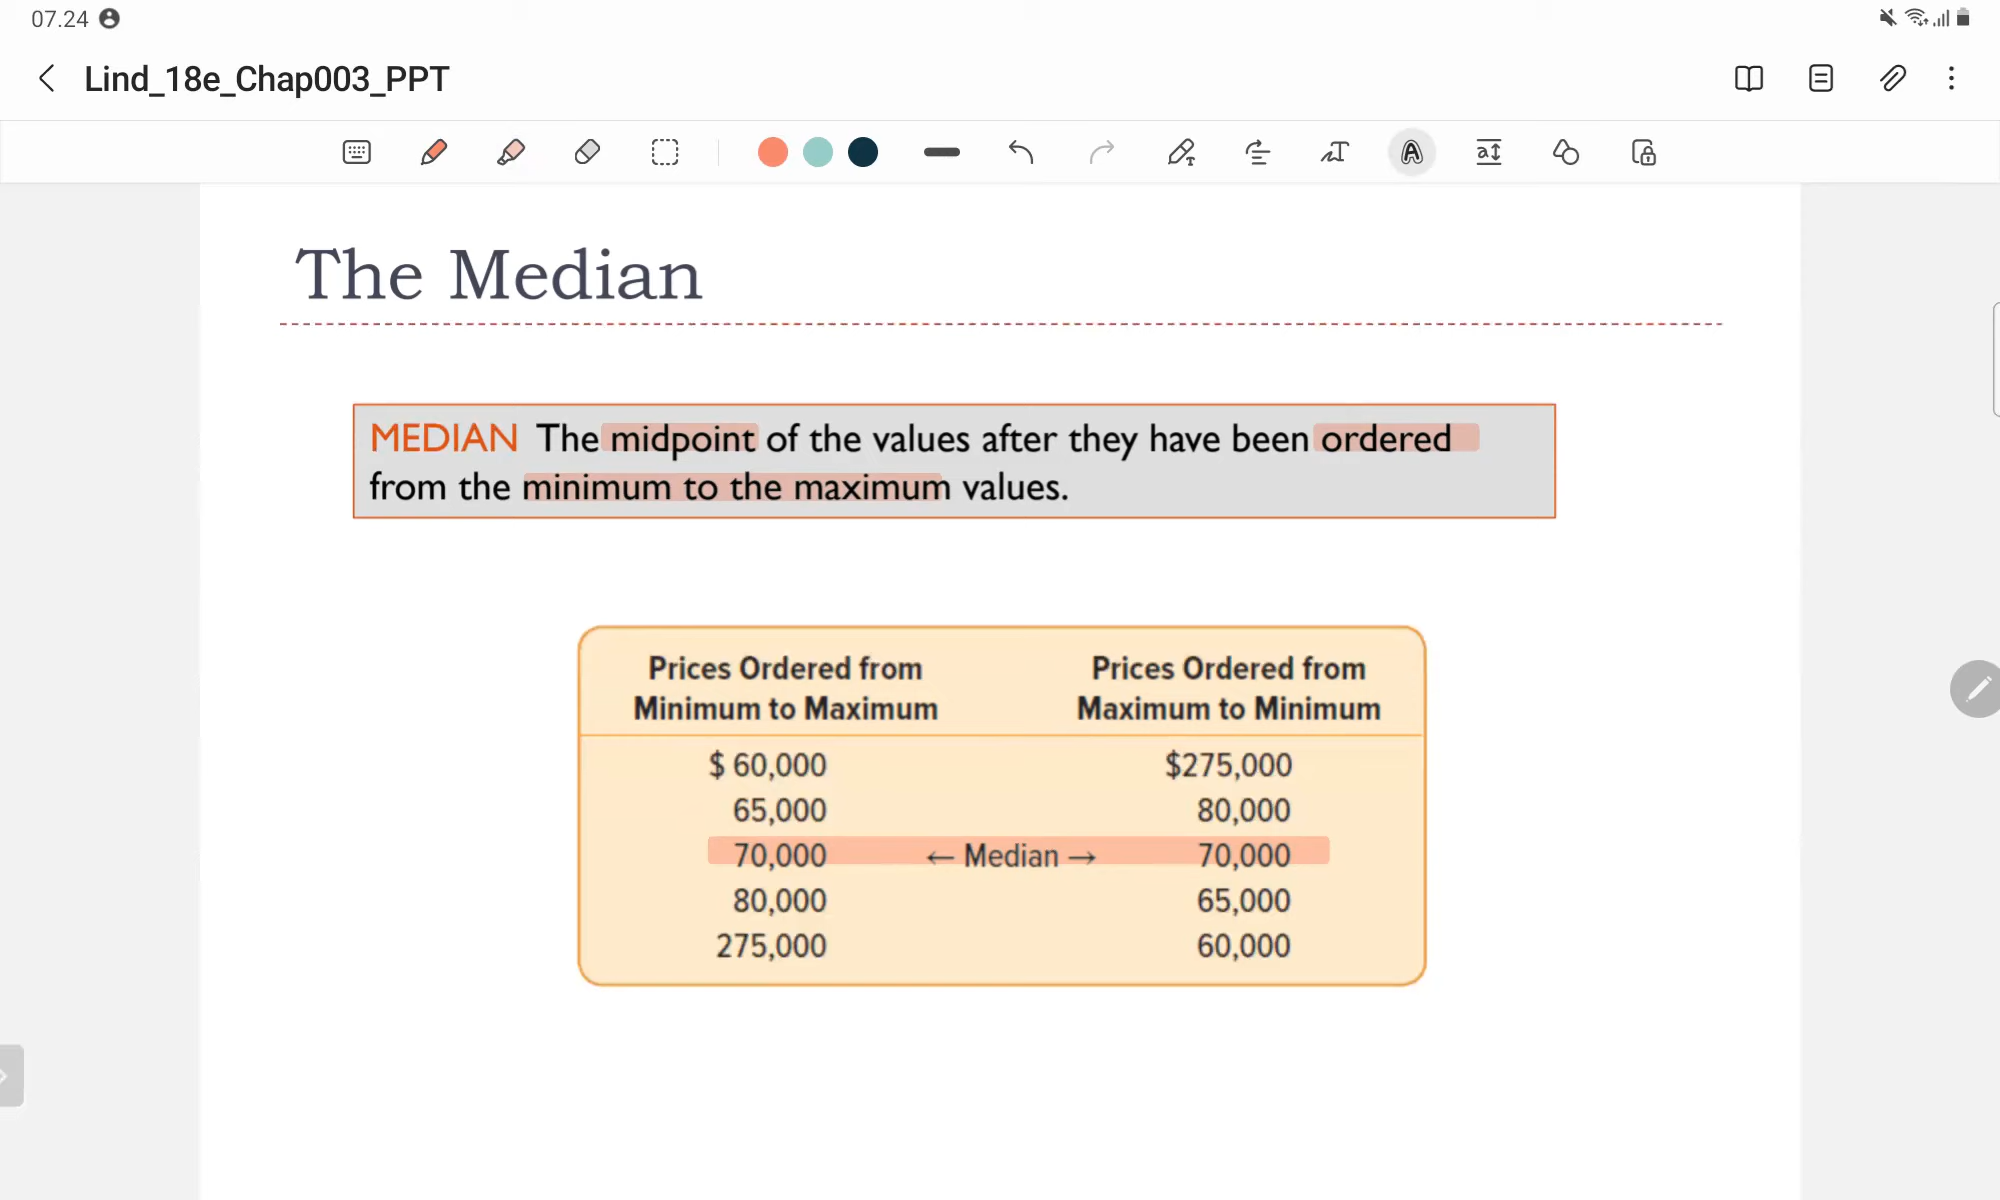 07.24
Lind_18e_Chap003_PPT
The Median
MEDIAN The midpoint of the values after they have been ordered
from the minimum to the maximum values.
Prices Ordered from Prices Ordered from
Minimum to Maximum Maximum to Minimum
$ 60,000 $275,000
65,000 80,000
70,000 ← Median → 70,000
80,000 65,000
275,000 60,000